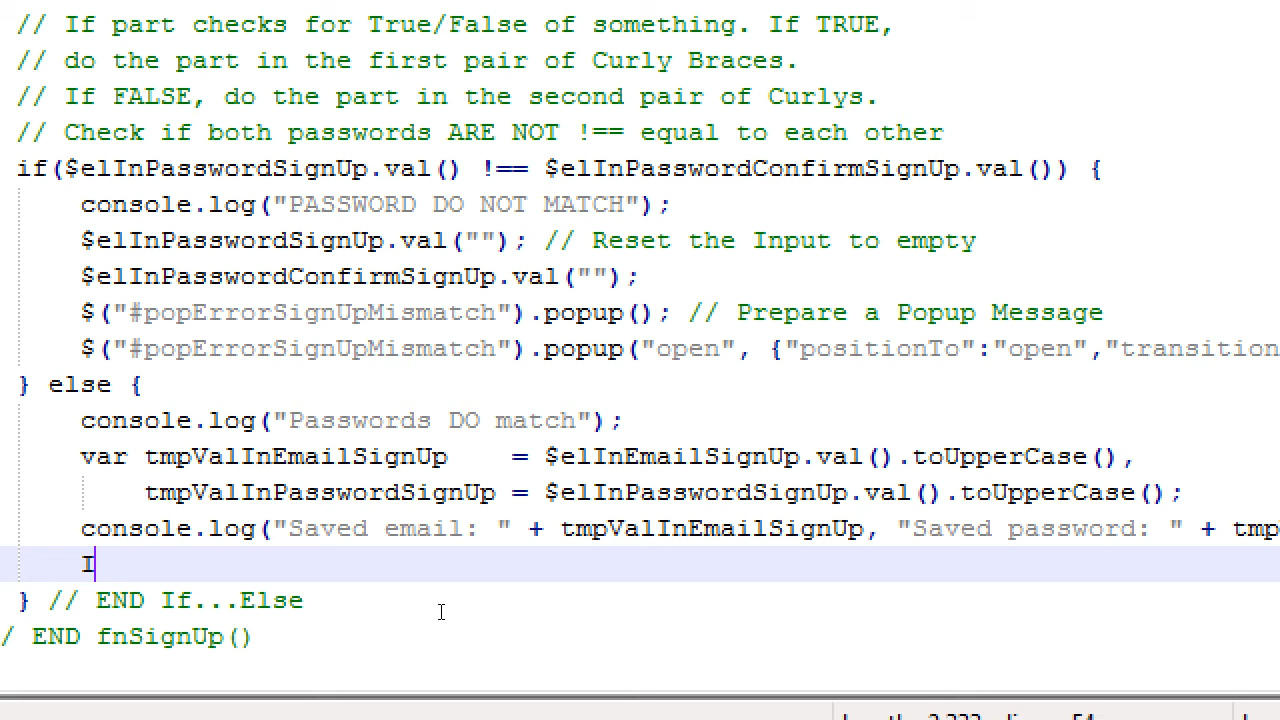 // If part checks for True/False of something. If TRUE,
// do the part in the first pair of Curly Braces.
// If FALSE, do the part in the second pair of Curlys.
// Check if both passwords ARE NOT !== equal to each other
if($elInPasswordSignUp.val() !== $elInPasswordConfirmSignUp.val()) {
console.log("PASSWORD DO NOT MATCH");
$elInPasswordSignUp.val(""); // Reset the Input to empty
$elInPasswordConfirmSignUp.val("");
$("#popErrorSignUpMismatch").popup(); // Prepare a Popup Message
$("#popErrorSignUpMismatch").popup("open", {"positionTo":"open","transition
} else {
console.log("Passwords DO match");
var tmpValInEmailSignUp = $elInEmailSignUp.val().toUpperCase(),
tmpValInPasswordSignUp = $elInPasswordSignUp.val().toUpperCase();
console.log("Saved email: " + tmpValInEmailSignUp, "Saved password: " + tmp
I
} // END If...Else
/ END fnSignUp()